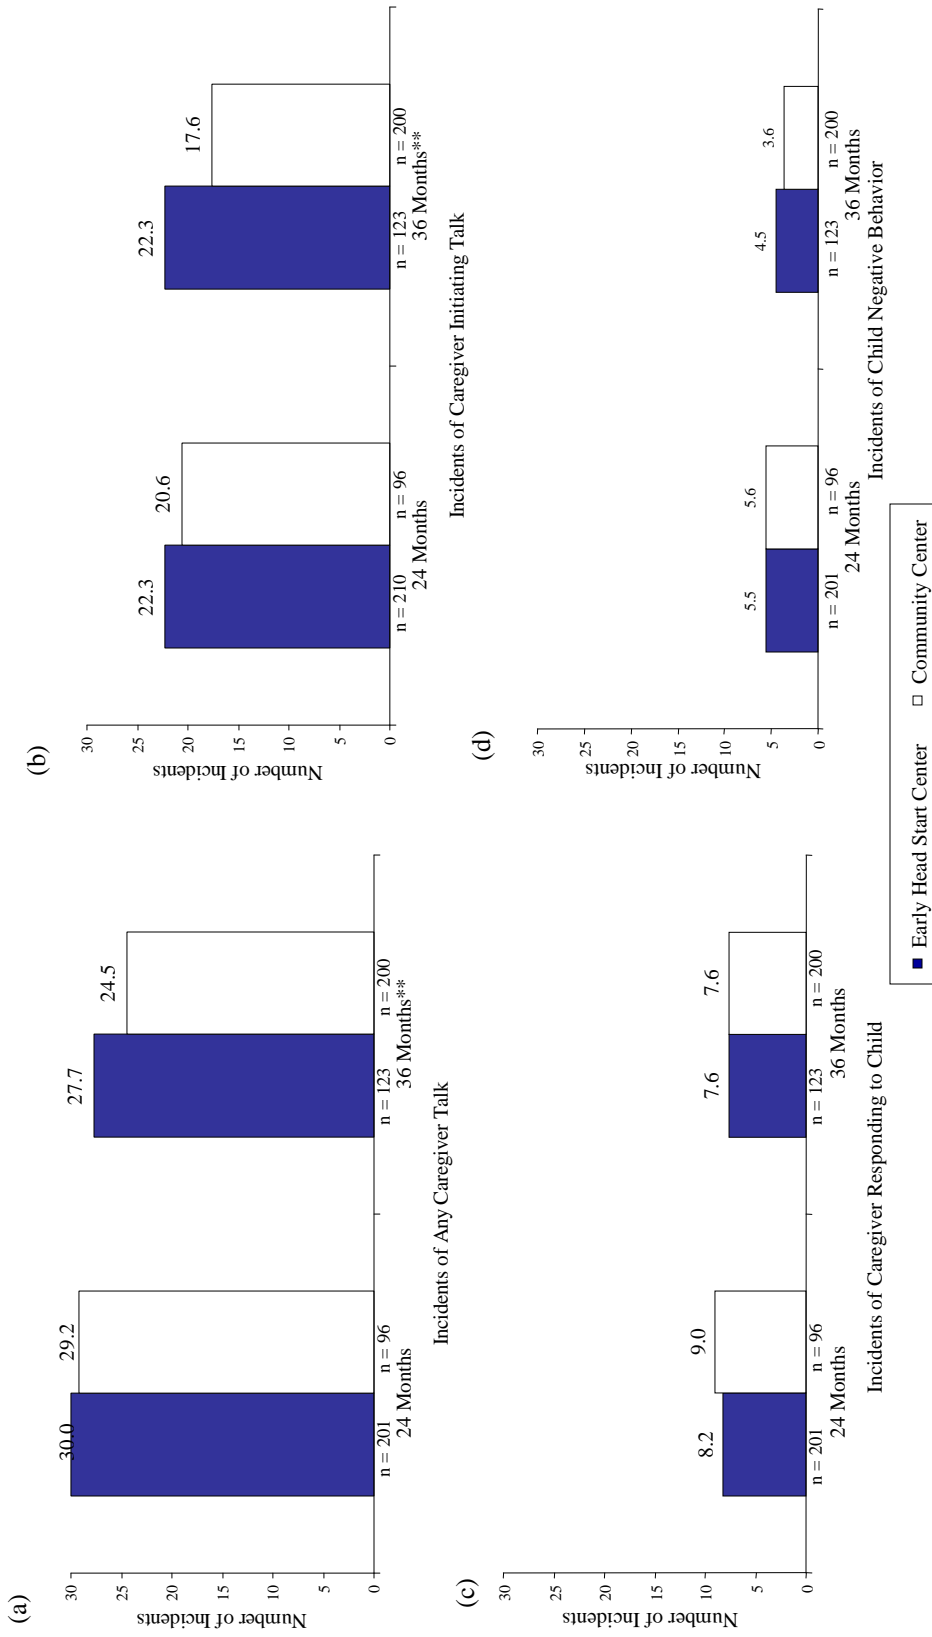 (a)
Number of Incidents
30
25
20
15
10
5
0
30.0
29.2
27.7
24.5
n = 201 n = 96 n = 123 n = 200
24 Months 36 Months**
Incidents of Any Caregiver Talk
(b)
Number of Incidents
30
25
20
15
10
5
0
22.3
20.6
22.3
17.6
n = 210 n = 96 n = 123 n = 200
24 Months 36 Months**
Incidents of Caregiver Initiating Talk
(c)
Number of Incidents
30
25
20
15
10
5
0
8.2
9.0
7.6
7.6
n = 201 n = 96 n = 123 n = 200
24 Months 36 Months
Incidents of Caregiver Responding to Child
(d)
Number of Incidents
30
25
20
15
10
5
0
5.5
5.6
4.5
3.6
n = 201 n = 96 n = 123 n = 200
24 Months 36 Months
Incidents of Child Negative Behavior
Early Head Start Center Community Center